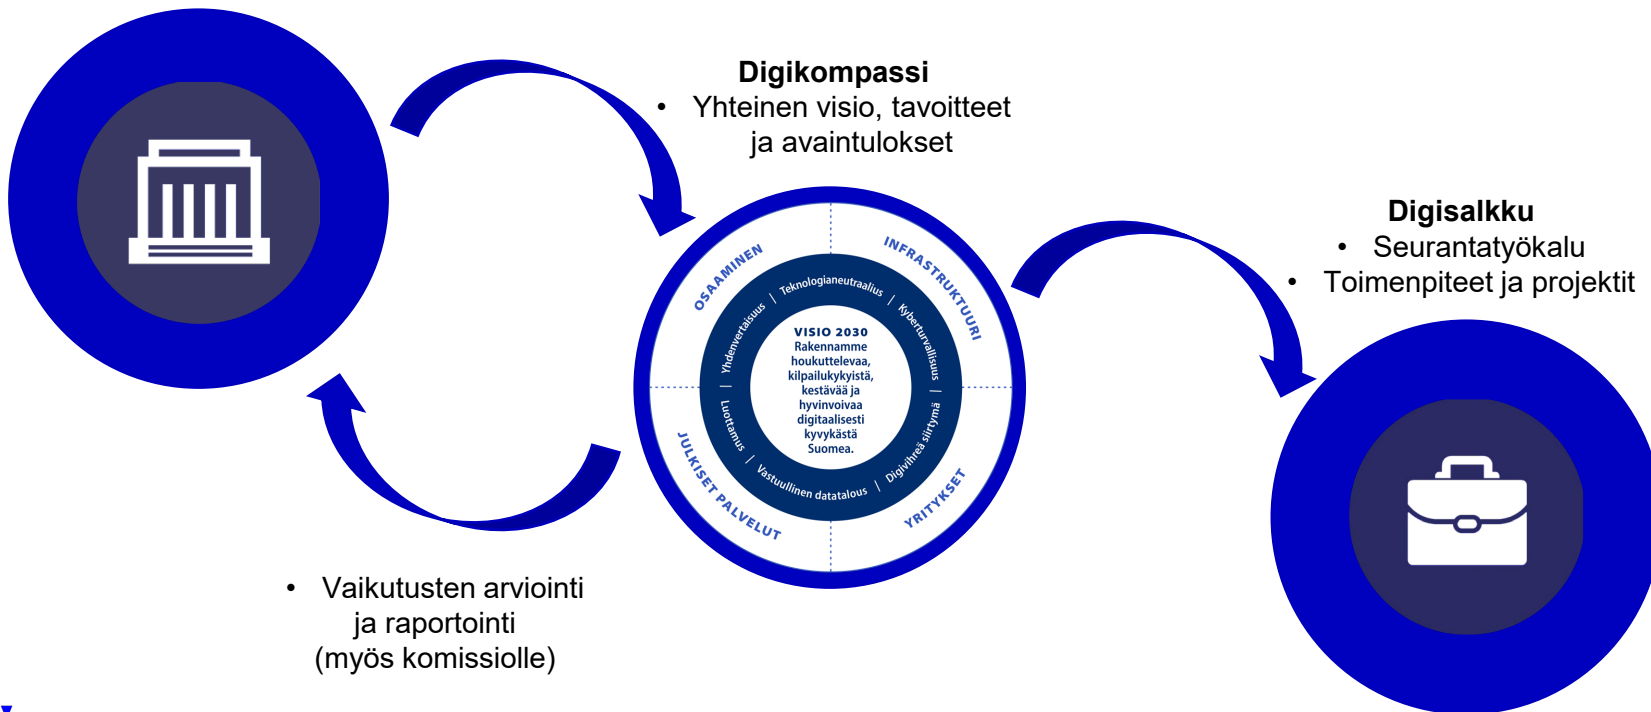 Digikompassi
• Yhteinen visio, tavoitteet
ja avaintulokset
Digisalkku
• Seurantatyökalu
• Toimenpiteet ja projektit
OSAAMINEN
INFRASTRUKTUURI
YRITYKSET
JULKISET PALVELUT
Yhdenvertaisuus | Teknologianeutraalius | Kyberturvallisuus | Digivihreä siirtymä | Vastuullinen datatalous | Luottamus |
VISIO 2030
Rakennamme
houkuttelevaa,
kilpailukykyistä,
kestävää ja
hyvinvoivaa
digitaalisesti
kyvykästä
Suomea.
• Vaikutusten arviointi
ja raportointi
(myös komissiolle)